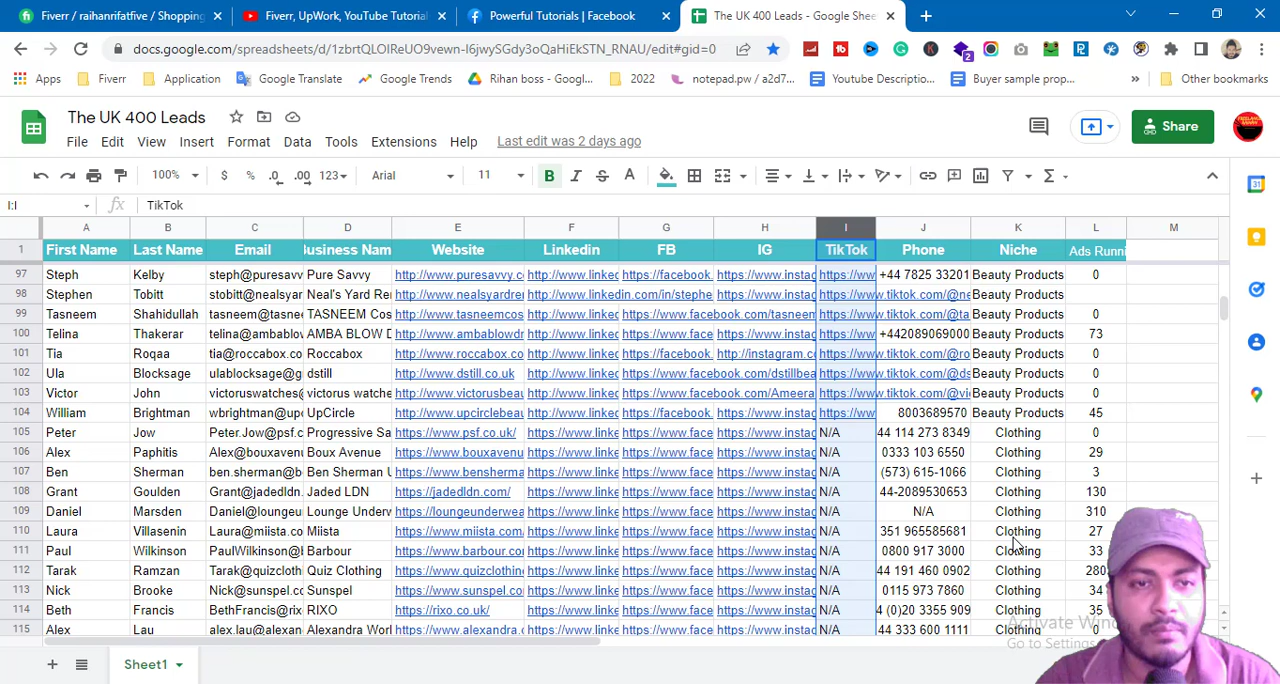 Fiverr / raihanrifatfive / Shopping
Fiverr, UpWork, YouTube Tutorial
Powerful Tutorials | Facebook
The UK 400 Leads - Google Shee
docs.google.com/spreadsheets/d/1zbrtQLOIReUO9vewn-I6jwySGdy3oQaHiEkSTN_RNAU/edit#gid=0
Apps Fiverr Application Google Translate Google Trends Rihan boss - Googl... 2022 notepad.pw / a2d7... Youtube Descriptio... Buyer sample prop... » Other bookmarks
The UK 400 Leads
Share
File Edit View Insert Format Data Tools Extensions Help Last edit was 2 days ago
100% $ % .0 .00 123 Arial 11 B I S A
I:I fx TikTok
A B C D E F G H I J K L M
1 First Name Last Name Email usiness Nam Website Linkedin FB IG TikTok Phone Niche Ads Runni
97 Steph Kelby steph@puresavv Pure Savvy http://www.puresavvy.c http://www.linked https://facebook. https://www.instag https://ww +44 7825 33201 Beauty Products 0
98 Stephen Tobitt stobitt@nealsyar Neal's Yard Re http://www.nealsyardre http://www.linkedin.com/in/stephe https://www.instag https://www.tiktok.com/@ne Beauty Products
99 Tasneem Shahidullah tasneem@tasne TASNEEM Cos http://www.tasneemcos http://www.linke https://www.facebook.com/tasneem https://www.tiktok.com/@ta Beauty Products 0
100 Telina Thakerar telina@ambablow AMBA BLOW D http://www.ambablowdr http://www.linke https://facebook. https://www.instag https://ww +442089069000 Beauty Products 73
101 Tia Roqaa tia@roccabox.co Roccabox http://www.roccabox.co http://www.linke https://facebook. http://instagram.c https://www.tiktok.com/@ro Beauty Products 0
102 Ula Blocksage ulablocksage@g dstill http://www.dstill.co.uk http://www.linke https://www.facebook.com/dstillbea https://www.tiktok.com/@ds Beauty Products 0
103 Victor John victoruswatches@ victorus watches http://www.victorusbeau http://www.linke https://www.facebook.com/Ameera https://www.tiktok.com/@vic Beauty Products 0
104 William Brightman wbrightman@upc UpCircle http://www.upcirclebeau http://www.linke https://facebook. https://www.instag https://ww 8003689570 Beauty Products 45
105 Peter Jow Peter.Jow@psf.c Progressive Sa https://www.psf.co.uk/ https://www.linke https://www.face https://www.instag N/A 44 114 273 8349 Clothing 0
106 Alex Paphitis Alex@bouxavenu Boux Avenue https://www.bouxavenu https://www.linke https://www.face https://www.instag N/A 0333 103 6550 Clothing 29
107 Ben Sherman ben.sherman@b Ben Sherman https://www.bensherma https://www.linke https://www.face https://www.instag N/A (573) 615-1066 Clothing 3
108 Grant Goulden Grant@jadedldn. Jaded LDN https://jadedldn.com/ https://www.linke https://www.face https://www.instag N/A 44-2089530653 Clothing 130
109 Daniel Marsden Daniel@loungeu Lounge Underw https://loungeunderwea https://www.linke https://www.face https://www.instag N/A N/A Clothing 310
110 Laura Villasenin Laura@miista.co Miista https://www.miista.com/ https://www.linke https://www.face https://www.instag N/A 351 965585681 Clothing 27
111 Paul Wilkinson PaulWilkinson@b Barbour https://www.barbour.com https://www.linke https://www.face https://www.instag N/A 0800 917 3000 Clothing 33
112 Tarak Ramzan Tarak@quizcloth Quiz Clothing https://www.quizclothing https://www.linke https://www.face https://www.instag N/A 44 191 460 0902 Clothing 280
113 Nick Brooke Nick@sunspel.co Sunspel https://www.sunspel.co https://www.linke https://www.face https://www.instag N/A 0115 973 7860 Clothing 34
114 Beth Francis BethFrancis@rix RIXO https://rixo.co.uk/ https://www.linke https://www.face https://www.instag N/A 4 (0)20 3355 909 Clothing 35
115 Alex Lau alex.lau@alexan Alexandra Wor https://www.alexandra.c https://www.linke https://www.face https://www.instag N/A 44 333 600 1111 Clothing 0
Activate Win
Go to Settings
Sheet1